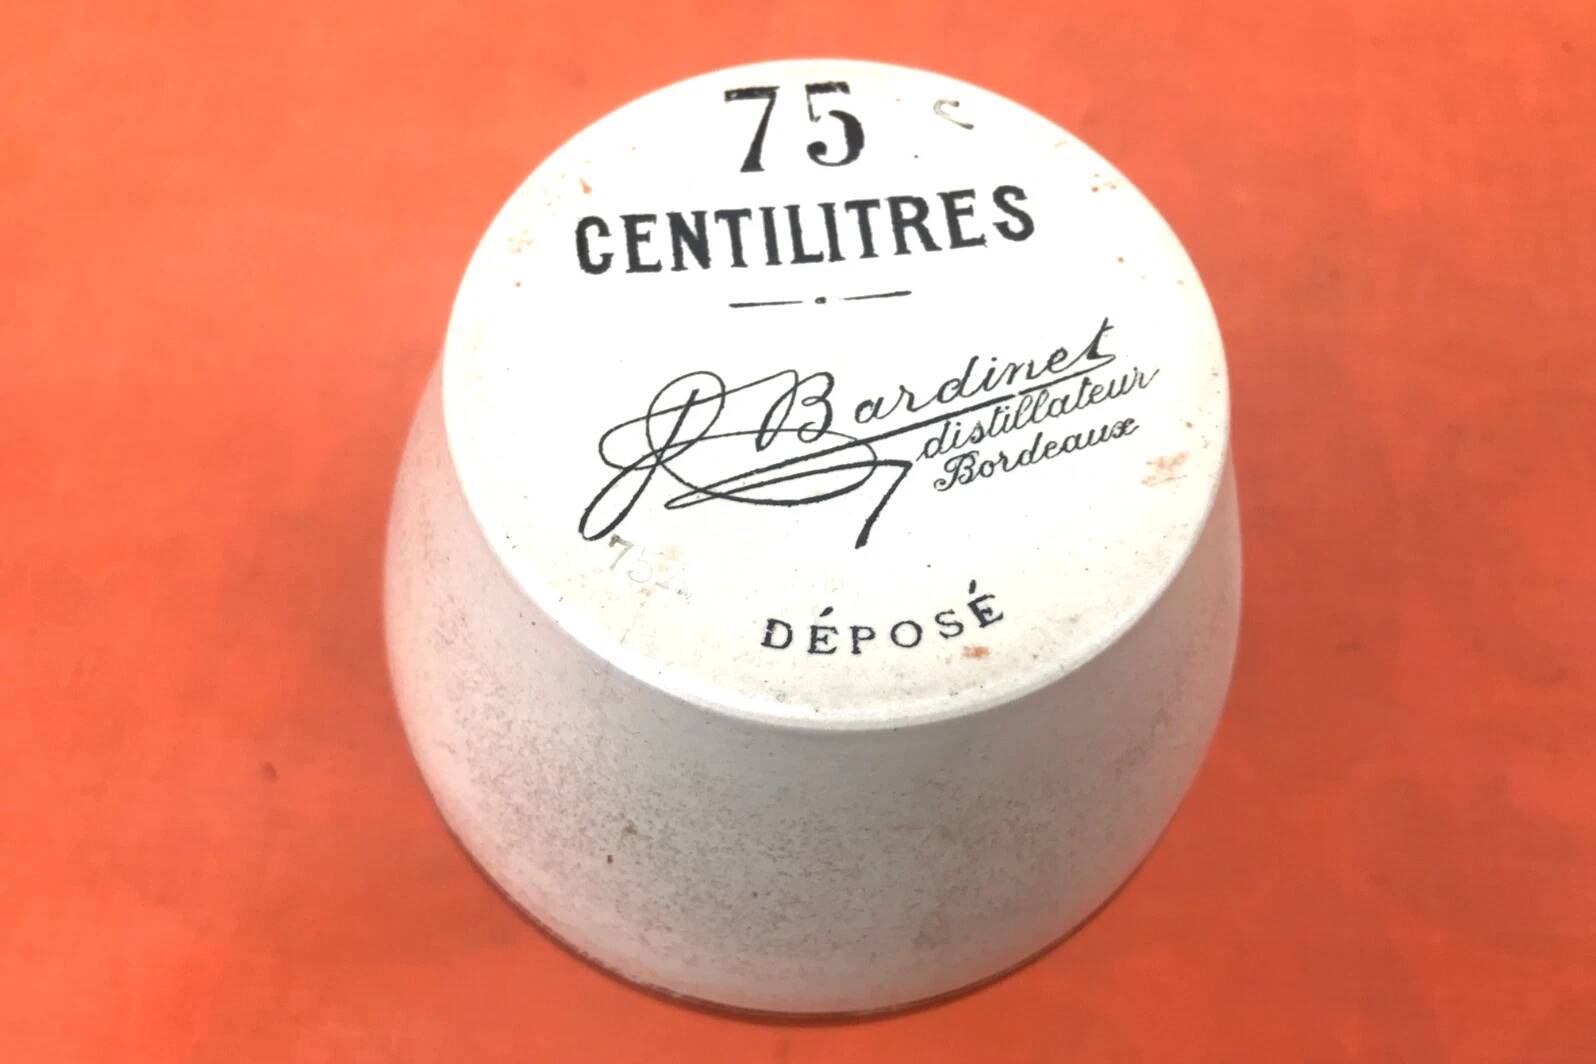 75
CENTILITRES
P Bardinet
distillateur
Bordeaux
DÉPOSÉ